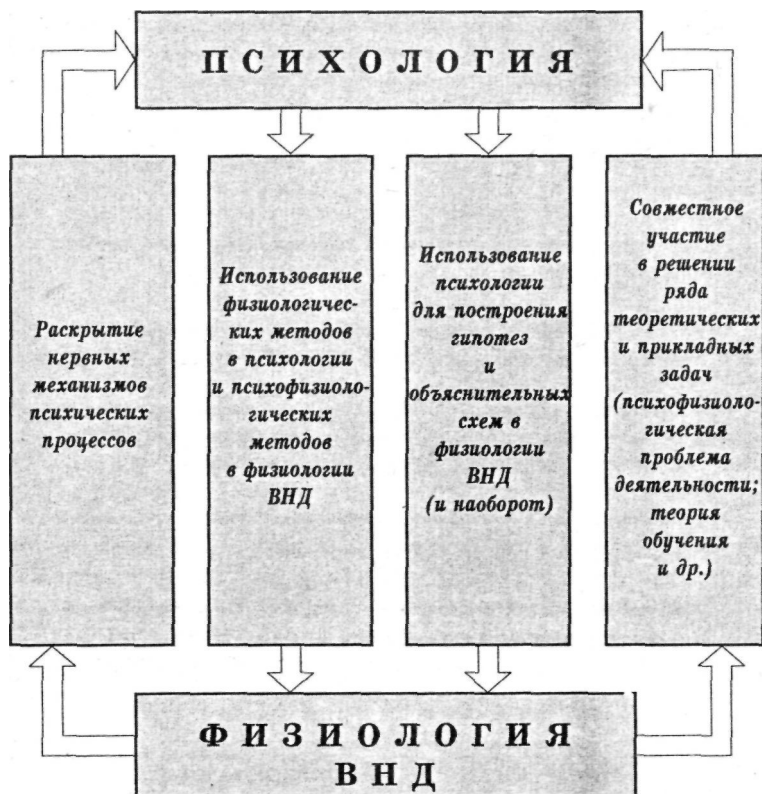 ПСИХОЛОГИЯ
Раскрытие
нервных
механизмов
психических
процессов
Использование
физиологичес-
ких методов
в психологии
и психофизиоло-
гических
методов
в физиологии
ВНД
Использование
психологии
для построения
гипотез
и
объяснительных
схем в
физиологии
ВНД
(и наоборот)
Совместное
участие
в решении
ряда
теоретических
и прикладных
задач
(психофизиоло-
гическая
проблема
деятельности;
теория
обучения
и др.)
ФИЗИОЛОГИЯ
ВНД